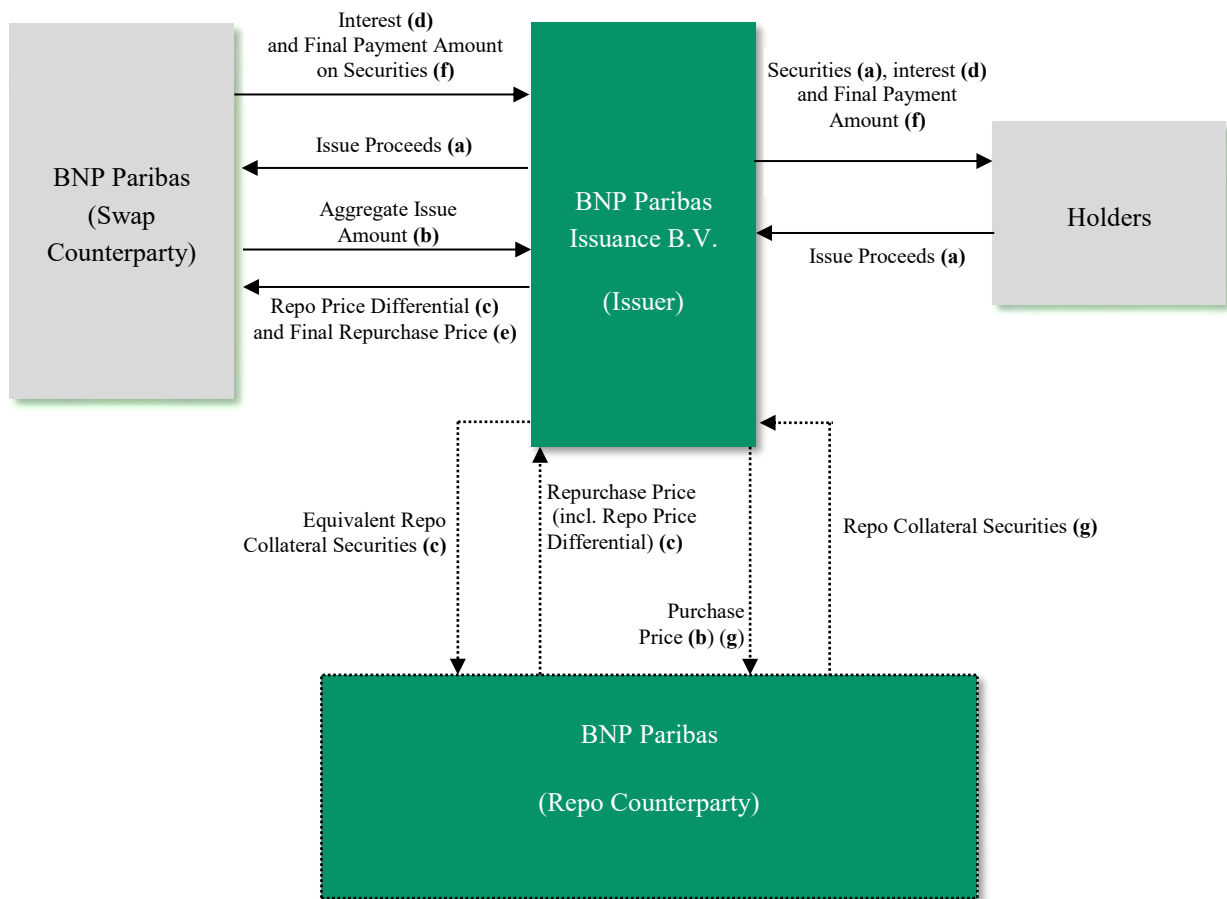 Interest (d)
and Final Payment Amount
on Securities (f)
Issue Proceeds (a)
Aggregate Issue
Amount (b)
Repo Price Differential (c)
and Final Repurchase Price (e)
BNP Paribas
(Swap
Counterparty)
BNP Paribas
Issuance B.V.
(Issuer)
Securities (a), interest (d)
and Final Payment
Amount (f)
Issue Proceeds (a)
Holders
Equivalent Repo
Collateral Securities (c)
Repurchase Price
(incl. Repo Price
Differential) (c)
Purchase
Price (b) (g)
Repo Collateral Securities (g)
BNP Paribas
(Repo Counterparty)